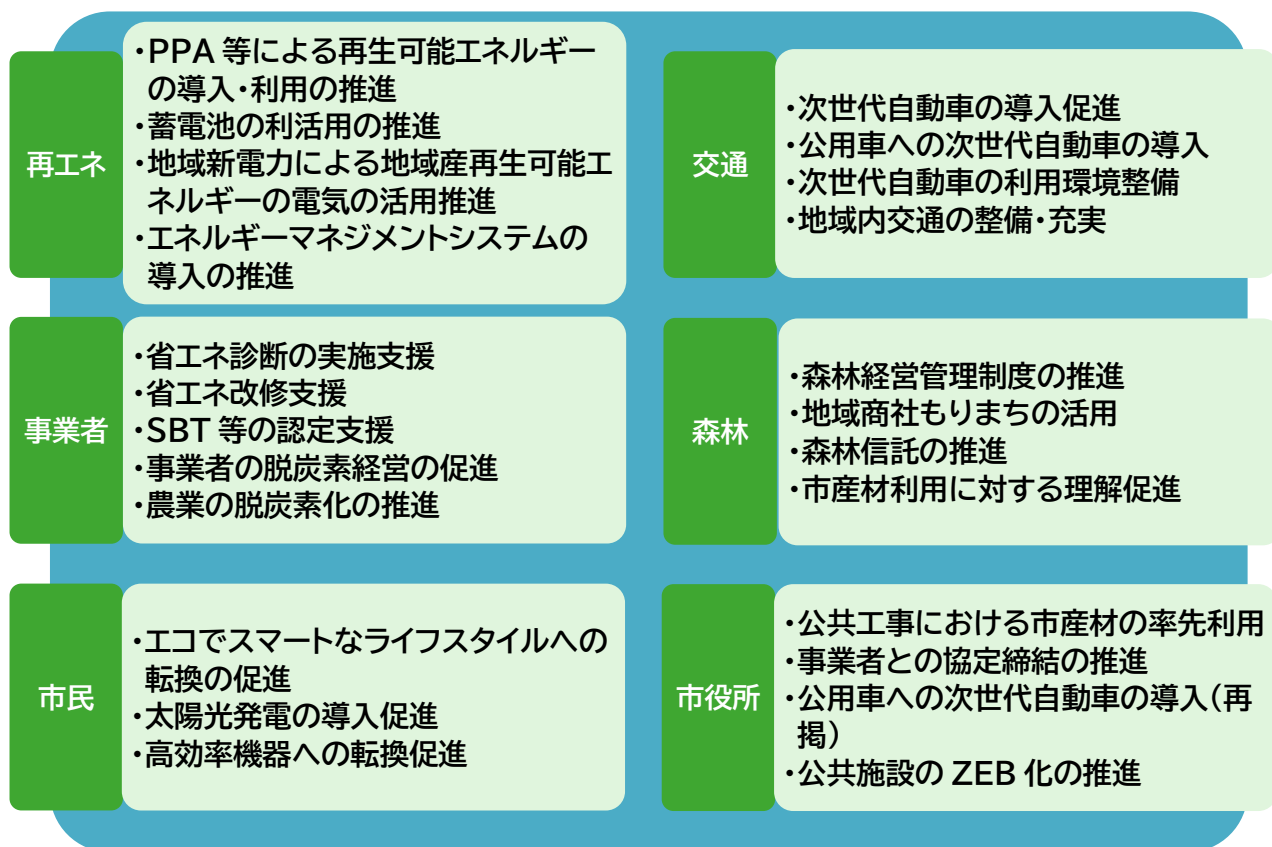 再エネ
・PPA 等による再生可能エネルギー
の導入・利用の推進
・蓄電池の利活用の推進
・地域新電力による地域産再生可能エ
ネルギーの電気の活用推進
・エネルギーマネジメントシステムの
導入の推進
交通
・次世代自動車の導入促進
・公用車への次世代自動車の導入
・次世代自動車の利用環境整備
・地域内交通の整備・充実
事業者
・省エネ診断の実施支援
・省エネ改修支援
・SBT 等の認定支援
・事業者の脱炭素経営の促進
・農業の脱炭素化の推進
森林
・森林経営管理制度の推進
・地域商社もりまちの活用
・森林信託の推進
・市産材利用に対する理解促進
市民
・エコでスマートなライフスタイルへの
転換の促進
・太陽光発電の導入促進
・高効率機器への転換促進
市役所
・公共工事における市産材の率先利用
・事業者との協定締結の推進
・公用車への次世代自動車の導入(再
掲)
・公共施設の ZEB 化の推進